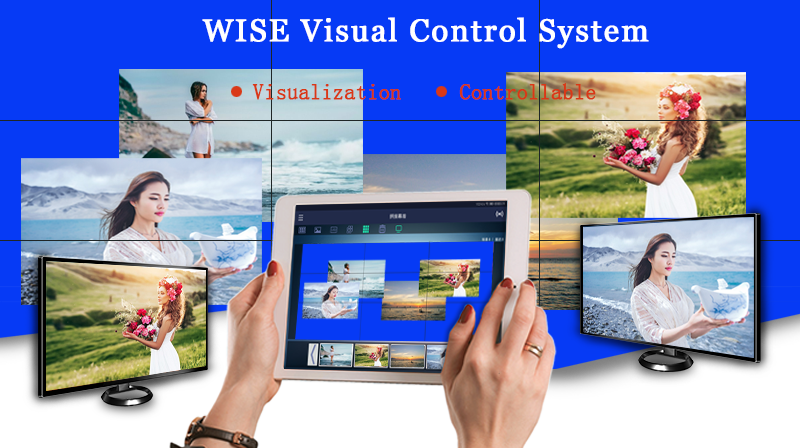 WISE Visual Control System
• Visualization • Controllable